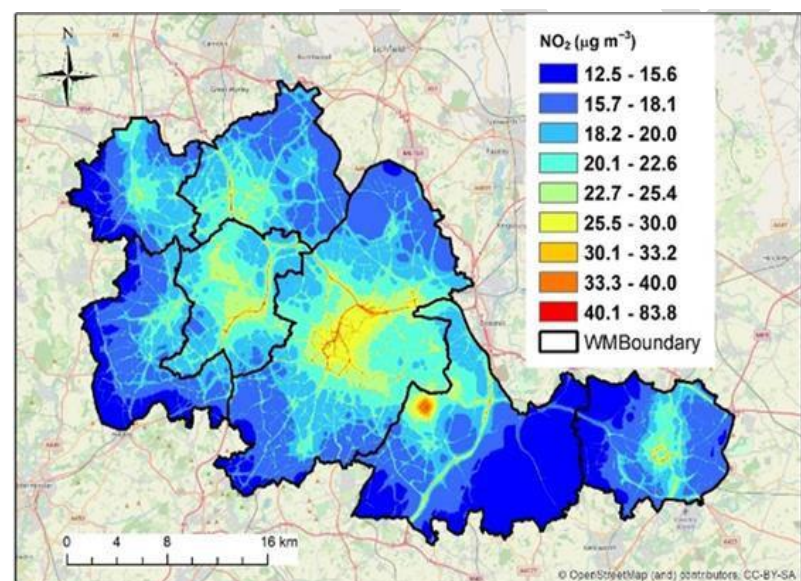 NO₂ (µg m⁻³)
12.5 - 15.6
15.7 - 18.1
18.2 - 20.0
20.1 - 22.6
22.7 - 25.4
25.5 - 30.0
30.1 - 33.2
33.3 - 40.0
40.1 - 83.8
WMBoundary
N
Lichfield
0 4 8 16 km
© OpenStreetMap (and) contributors, CC-BY-SA